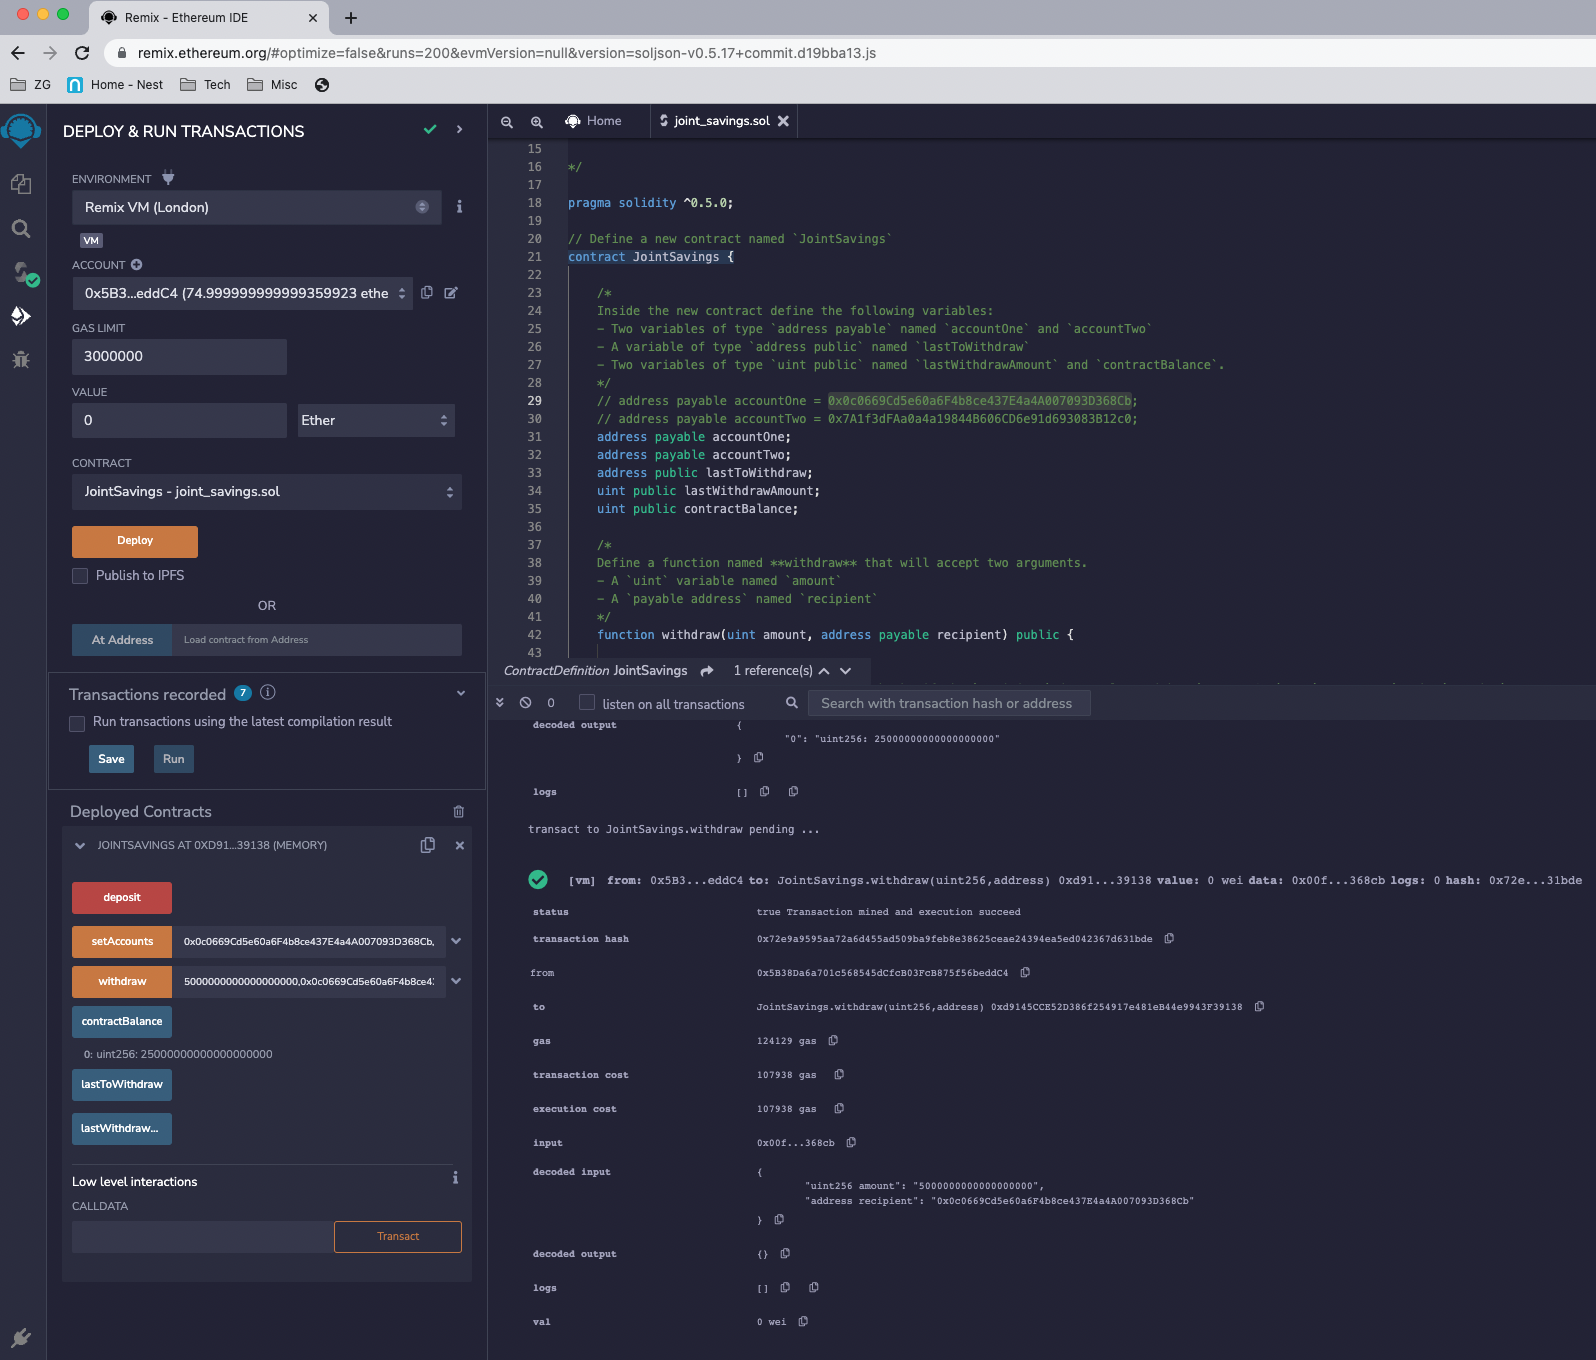 Remix - Ethereum IDE
remix.ethereum.org/#optimize=false&runs=200&evmVersion=null&version=soljson-v0.5.17+commit.d19bba13.js
ZG
Home - Nest
Tech
Misc
DEPLOY & RUN TRANSACTIONS
ENVIRONMENT
Remix VM (London)
VM
ACCOUNT
0x5B3...eddC4 (74.999999999999359923 ethe
GAS LIMIT
3000000
VALUE
0
Ether
CONTRACT
JointSavings - joint_savings.sol
Deploy
Publish to IPFS
OR
At Address
Load contract from Address
Transactions recorded 7
Run transactions using the latest compilation result
Save
Run
Deployed Contracts
JOINTSAVINGS AT 0XD91...39138 (MEMORY)
deposit
setAccounts
0x0c0669Cd5e60a6F4b8ce437E4a4A007093D368Cb,
withdraw
5000000000000000000,0x0c0669Cd5e60a6F4b8ce4
contractBalance
0: uint256: 25000000000000000000
lastToWithdraw
lastWithdraw...
Low level interactions
CALLDATA
Transact
Home
joint_savings.sol
15
16 */
17
18 pragma solidity ^0.5.0;
19
20 // Define a new contract named `JointSavings`
21 contract JointSavings {
22
23 /*
24 Inside the new contract define the following variables:
25 - Two variables of type `address payable` named `accountOne` and `accountTwo`
26 - A variable of type `address public` named `lastToWithdraw`
27 - Two variables of type `uint public` named `lastWithdrawAmount` and `contractBalance`.
28 */
29 // address payable accountOne = 0x0c0669Cd5e60a6F4b8ce437E4a4A007093D368Cb;
30 // address payable accountTwo = 0x7A1f3dFAa0a4a19844B606CD6e91d693083B12c0;
31 address payable accountOne;
32 address payable accountTwo;
33 address public lastToWithdraw;
34 uint public lastWithdrawAmount;
35 uint public contractBalance;
36
37 /*
38 Define a function named **withdraw** that will accept two arguments.
39 - A `uint` variable named `amount`
40 - A `payable address` named `recipient`
41 */
42 function withdraw(uint amount, address payable recipient) public {
43
ContractDefinition JointSavings 1 reference(s)
0 listen on all transactions
Search with transaction hash or address
decoded output {
"0": "uint256: 25000000000000000000"
}
logs []
transact to JointSavings.withdraw pending ...
[vm] from: 0x5B3...eddC4 to: JointSavings.withdraw(uint256,address) 0xd91...39138 value: 0 wei data: 0x00f...368cb logs: 0 hash: 0x72e...31bde
status true Transaction mined and execution succeed
transaction hash 0x72e9a9595aa72a6d455ad509ba9feb8e38625ceae24394ea5ed042367d631bde
from 0x5B38Da6a701c568545dCfcB03FcB875f56beddC4
to JointSavings.withdraw(uint256,address) 0xd9145CCE52D386f254917e481eB44e9943F39138
gas 124129 gas
transaction cost 107938 gas
execution cost 107938 gas
input 0x00f...368cb
decoded input {
"uint256 amount": "5000000000000000000",
"address recipient": "0x0c0669Cd5e60a6F4b8ce437E4a4A007093D368Cb"
}
decoded output {}
logs []
val 0 wei